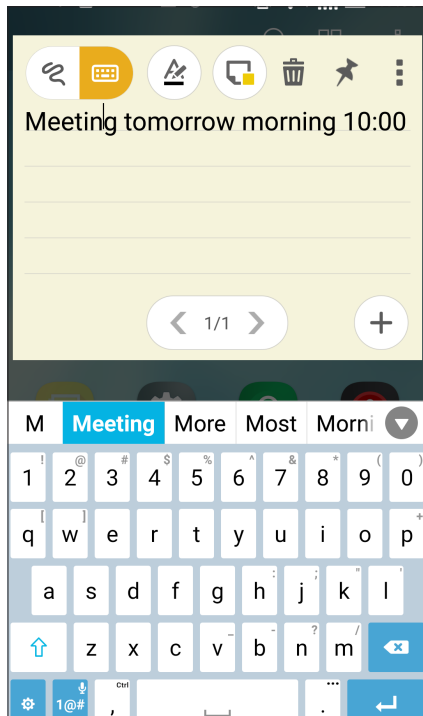 Meeting tomorrow morning 10:00
1/1
M Meeting More Most Morni
! @ # $ % ^ & * ( )
1 2 3 4 5 6 7 8 9 0
[ ] +
q w e r t y u i o p
: ; " '
a s d f g h j k l
_ - ? /
z x c v b n m
Ctrl ...
1@# , .